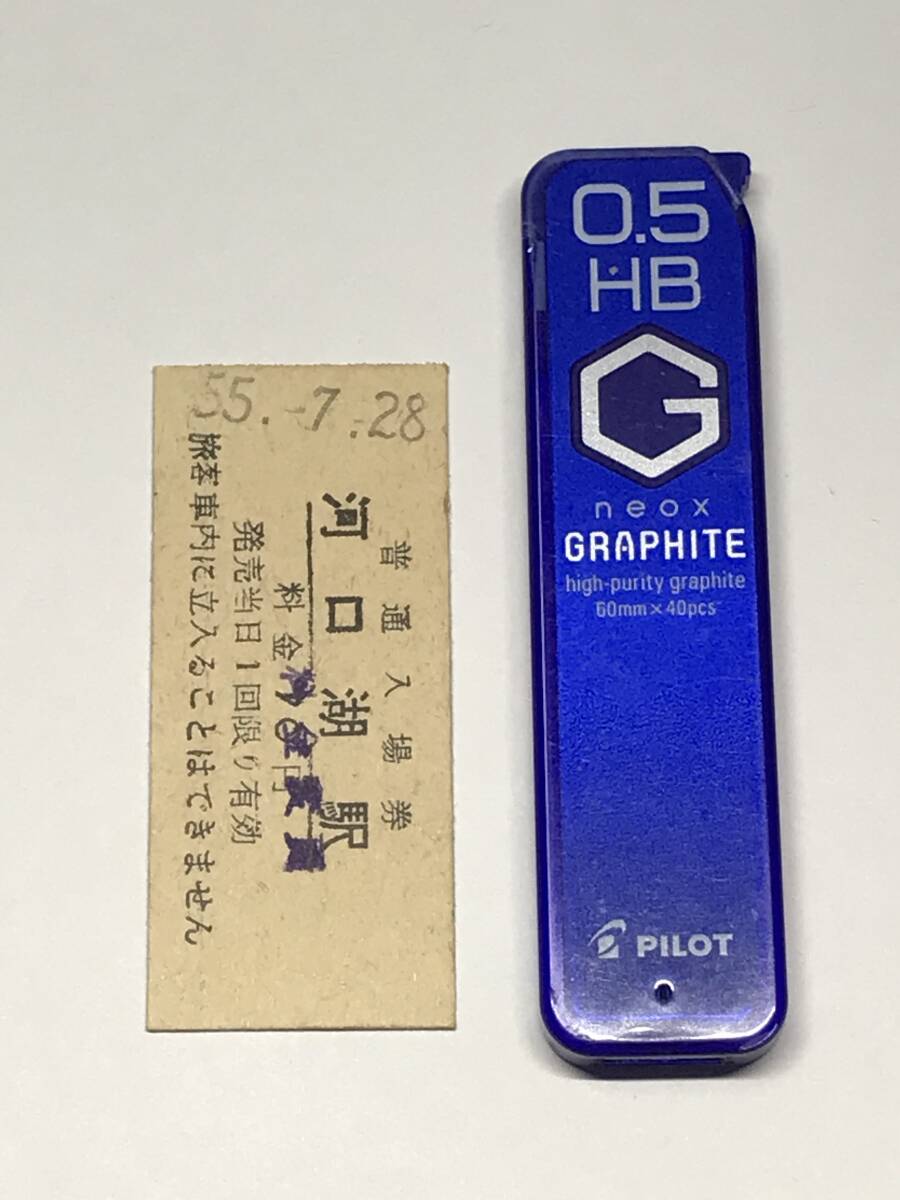 55.-7.28
普通入場券
河口湖駅
料金 円
発売当日1回限り有効
旅客車内に立入ることはできません
0.5
HB
G
neox
GRAPHITE
high-purity graphite
60mm×40pcs
PILOT